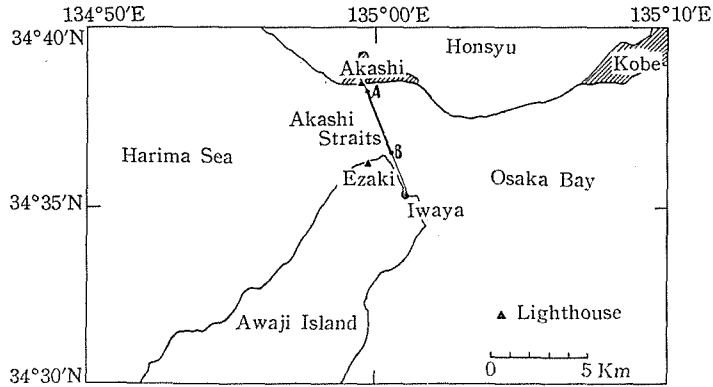 134°50′E
135°00′E
135°10′E
34°40′N
Honsyu
Kobe
Akashi
A
Akashi
Straits
B
Harima Sea
Ezaki
Osaka Bay
34°35′N
Iwaya
▲ Lighthouse
Awaji Island
0 5 Km
34°30′N